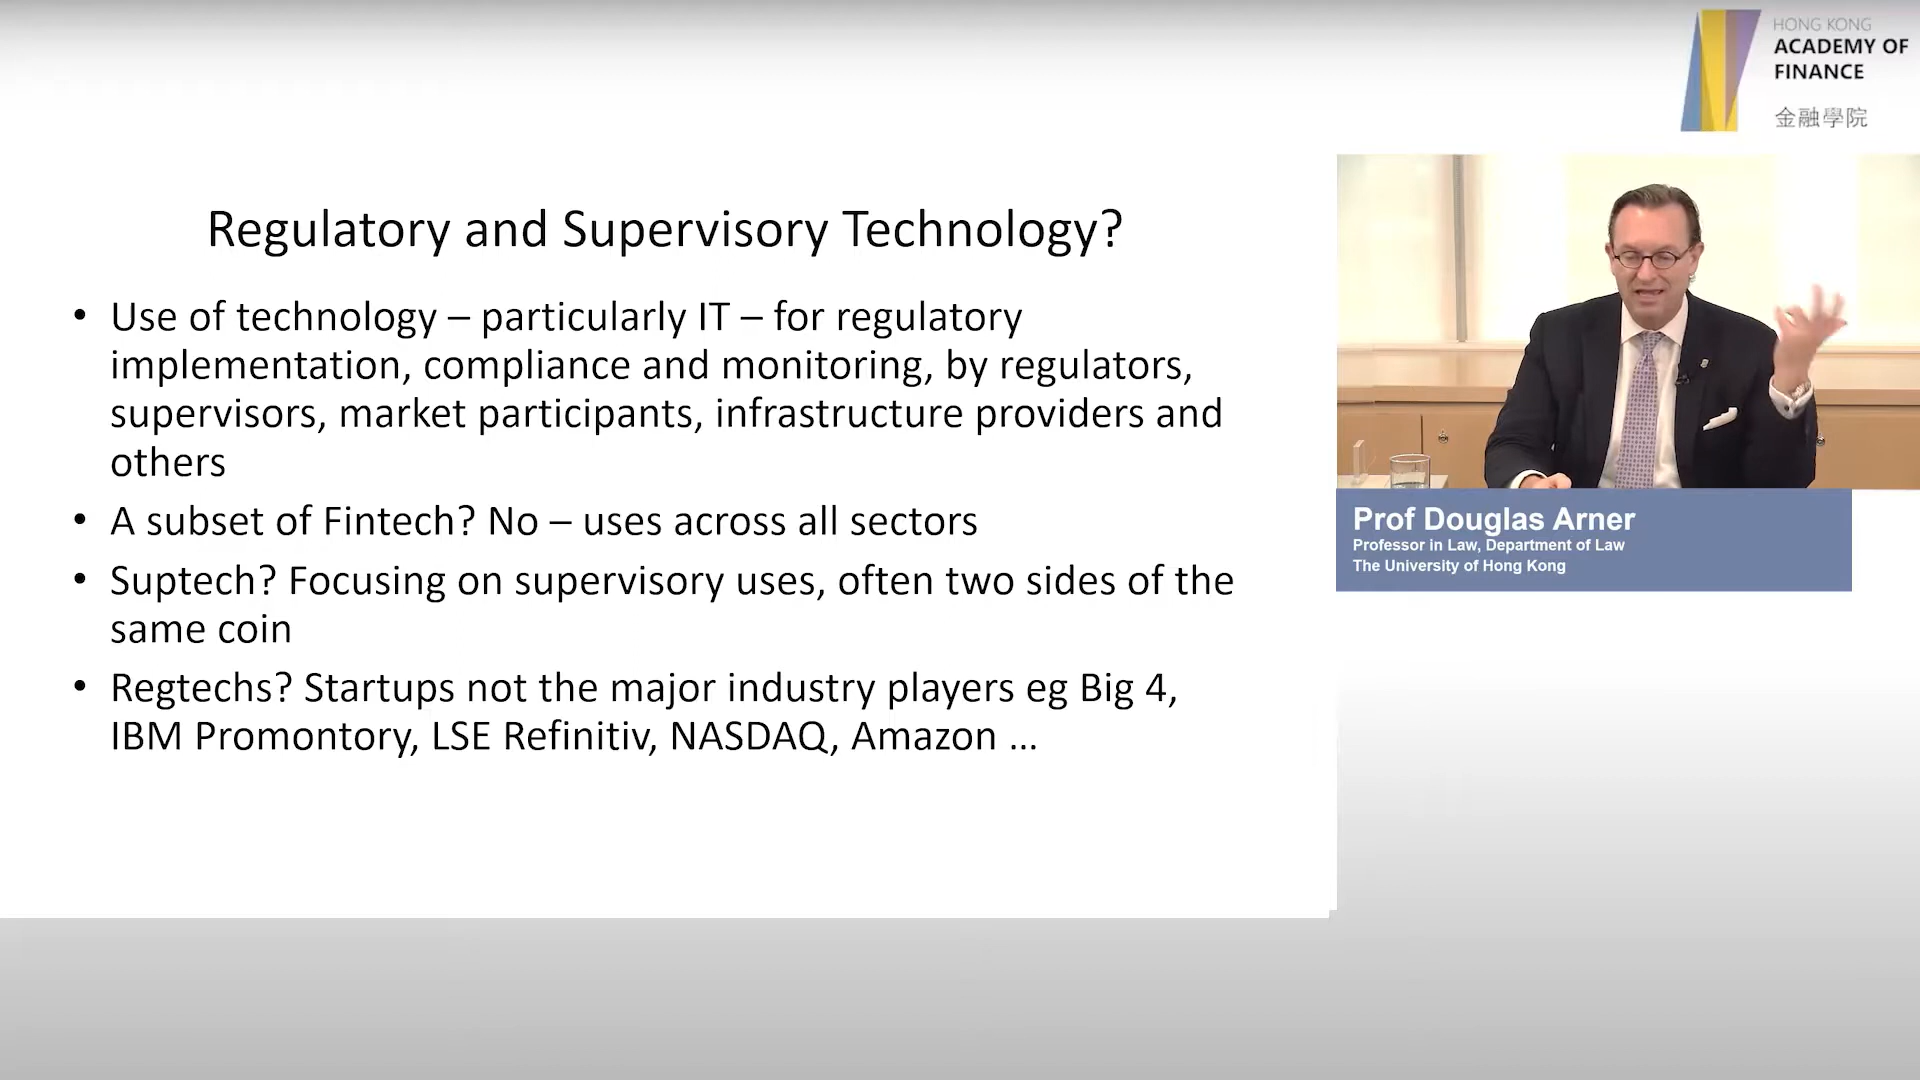 HONG KONG
ACADEMY OF
FINANCE
金融學院
Regulatory and Supervisory Technology?
• Use of technology – particularly IT – for regulatory
implementation, compliance and monitoring, by regulators,
supervisors, market participants, infrastructure providers and
others
• A subset of Fintech? No – uses across all sectors
• Suptech? Focusing on supervisory uses, often two sides of the
same coin
• Regtechs? Startups not the major industry players eg Big 4,
IBM Promontory, LSE Refinitiv, NASDAQ, Amazon ...
Prof Douglas Arner
Professor in Law, Department of Law
The University of Hong Kong